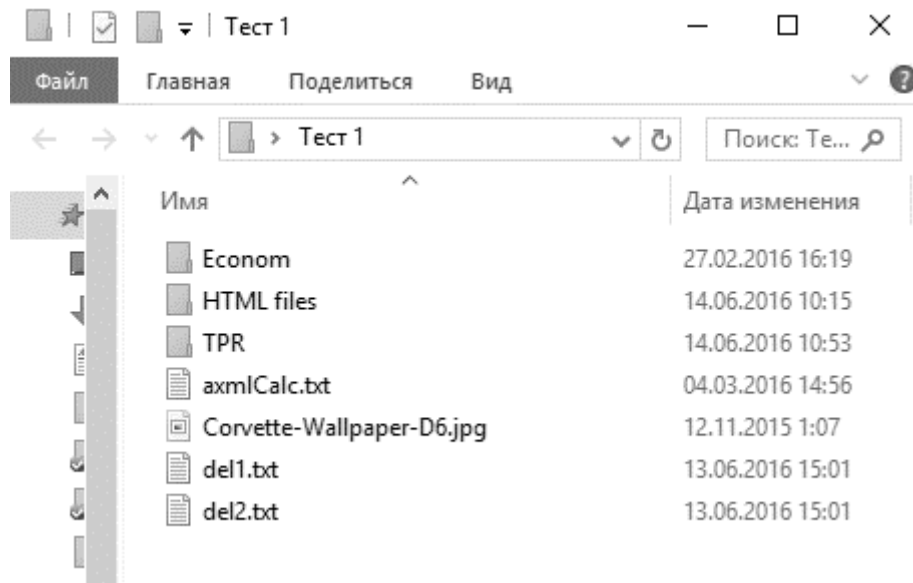 Тест 1
Файл Главная Поделиться Вид
Тест 1 Поиск: Те...
Имя Дата изменения
Econom 27.02.2016 16:19
HTML files 14.06.2016 10:15
TPR 14.06.2016 10:53
axmlCalc.txt 04.03.2016 14:56
Corvette-Wallpaper-D6.jpg 12.11.2015 1:07
del1.txt 13.06.2016 15:01
del2.txt 13.06.2016 15:01